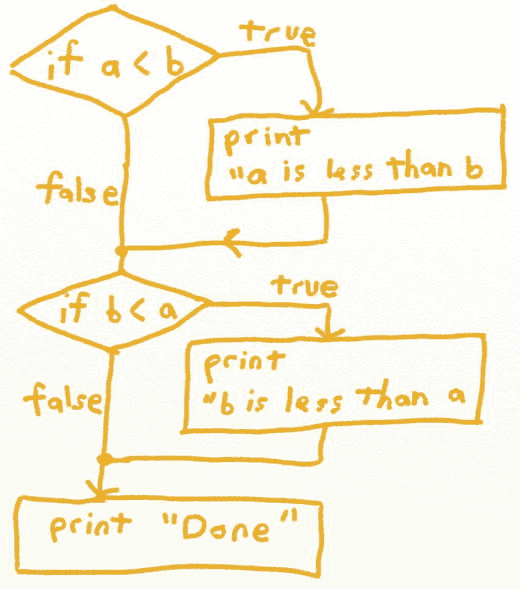 if a < b
true
print
"a is less than b
false
if b < a
true
print
"b is less than a
false
print "Done"